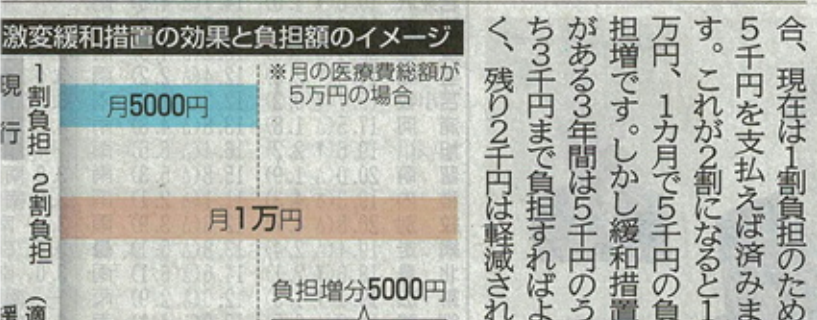 激変緩和措置の効果と負担額のイメージ
※月の医療費総額が
5万円の場合
現行
1割負担
月5000円
2割負担
月1万円
負担増分5000円
(適
合、現在は1割負担のため
5千円を支払えば済みま
す。これが2割になると1
万円、1カ月で5千円の負
担増です。しかし緩和措置
がある3年間は5千円のう
ち3千円まで負担すればよ
く、残り2千円は軽減され